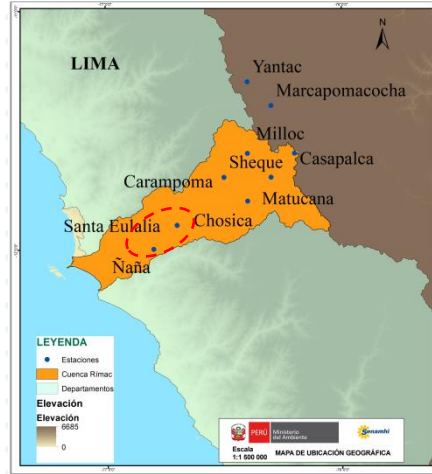 LIMA
N
Yantac
Marcapomacocha
Milloc
Sheque
Casapalca
Carampoma
Matucana
Santa Eulalia
Chosica
Ñaña
LEYENDA
Estaciones
Cuenca Rímac
Departamentos
Elevación
Elevación
6685
0
PERÚ
Ministerio
del Ambiente
Senamhi
Escala
1:1 500 000
MAPA DE UBICACIÓN GEOGRÁFICA